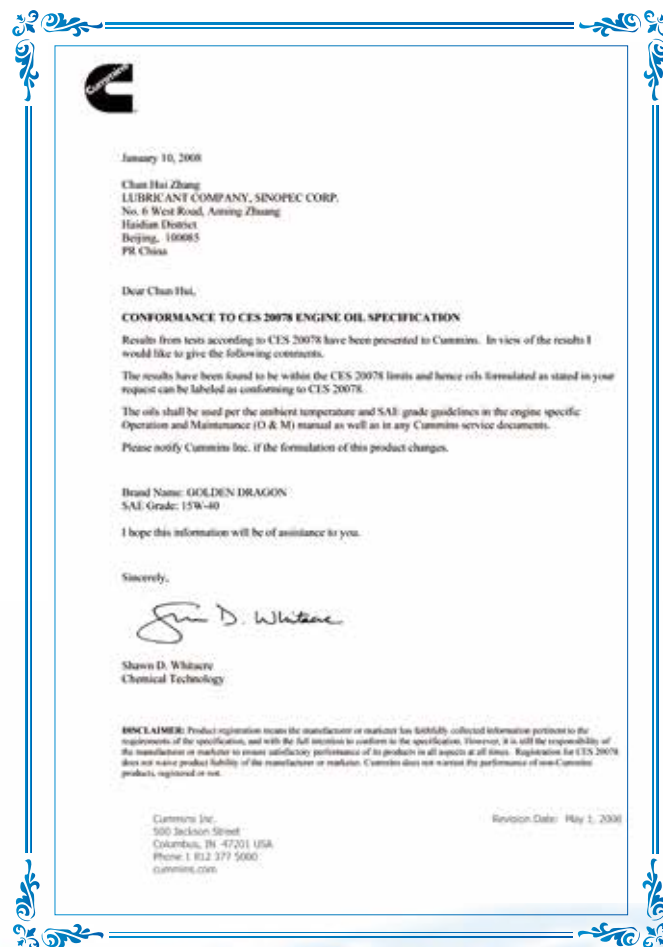 Cummins
January 10, 2008
Chun Hui Zhang
LUBRICANT COMPANY, SINOPEC CORP.
No. 6 West Road, Anning Zhuang
Haidian District
Beijing, 100085
PR China
Dear Chun Hui,
CONFORMANCE TO CES 20078 ENGINE OIL SPECIFICATION
Results from tests according to CES 20078 have been presented to Cummins. In view of the results I
would like to give the following comments.
The results have been found to be within the CES 20078 limits and hence oils formulated as stated in your
request can be labeled as conforming to CES 20078.
The oils shall be used per the ambient temperature and SAE grade guidelines in the engine specific
Operation and Maintenance (O & M) manual as well as in any Cummins service documents.
Please notify Cummins Inc. if the formulation of this product changes.
Brand Name: GOLDEN DRAGON
SAE Grade: 15W-40
I hope this information will be of assistance to you.
Sincerely,
Shawn D. Whitacre
Shawn D. Whitacre
Chemical Technology
DISCLAIMER: Product registration means the manufacturer or marketer has faithfully collected information pertinent to the
requirements of the specification, and with the full intention to conform to the specification. However, it is still the responsibility of
the manufacturer or marketer to ensure satisfactory performance of its products in all aspects at all times. Registration for CES 20078
does not waive product liability of the manufacturer or marketer. Cummins does not warrant the performance of non-Cummins
products, registered or not.
Cummins Inc.
500 Jackson Street
Columbus, IN 47201 USA
Phone 1 812 377 5000
cummins.com
Revision Date: May 1, 2006